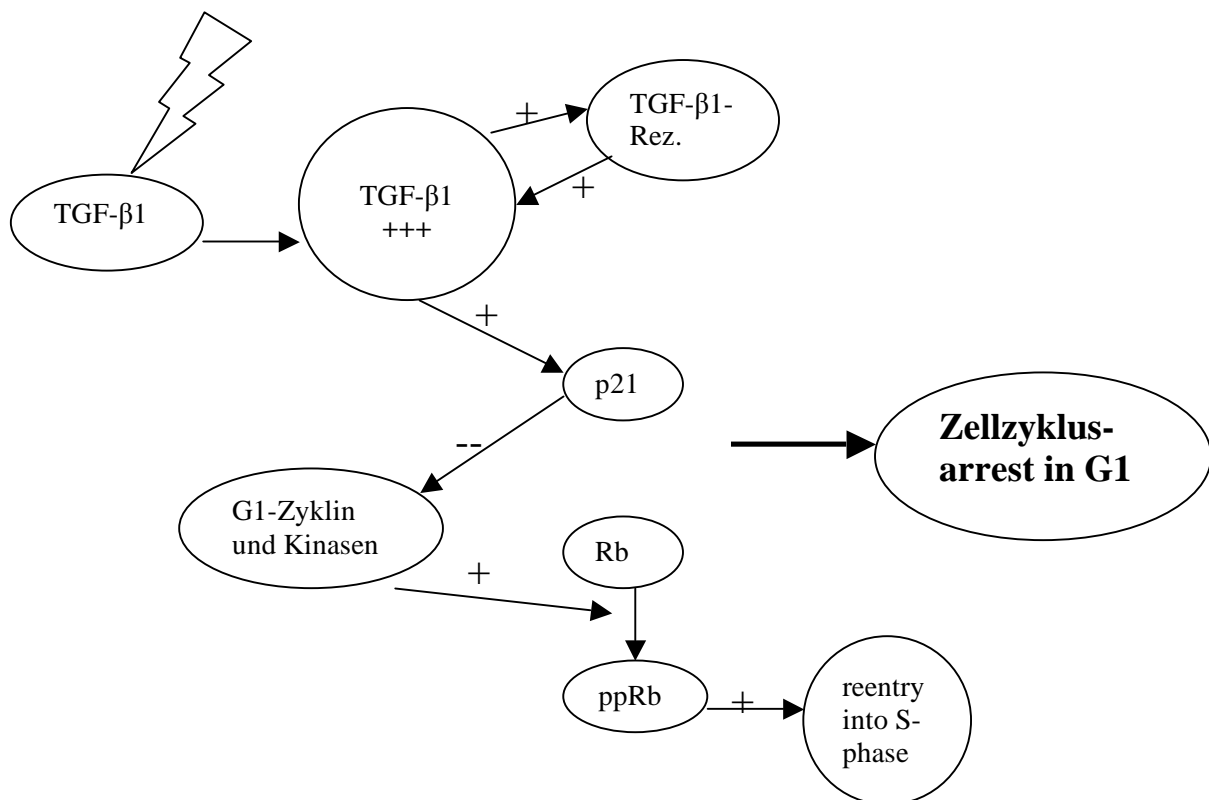 TGF-β1
TGF-β1
+++
+
TGF-β1-
Rez.
+
+
p21
--
G1-Zyklin
und Kinasen
+
Rb
ppRb
+
reentry
into S-
phase
Zellzyklus-
arrest in G1